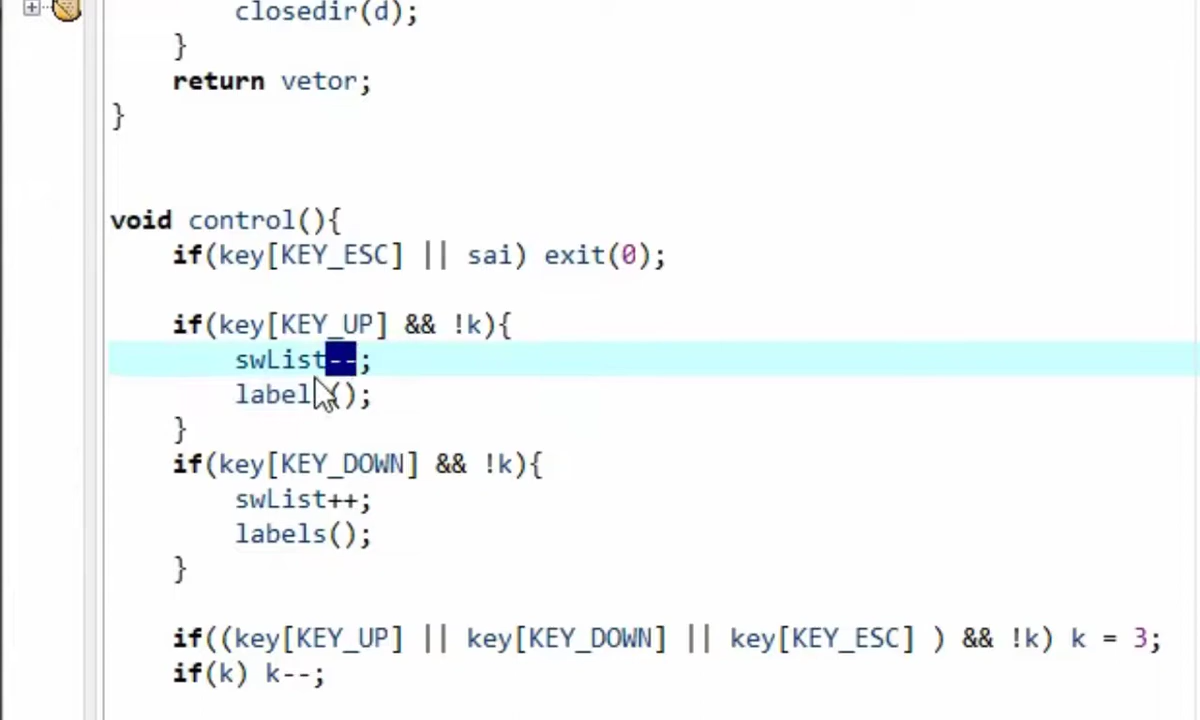 closedir(d);
}
return vetor;
}
void control(){
if(key[KEY_ESC] || sai) exit(0);
if(key[KEY_UP] && !k){
swList--;
labels();
}
if(key[KEY_DOWN] && !k){
swList++;
labels();
}
if((key[KEY_UP] || key[KEY_DOWN] || key[KEY_ESC] ) && !k) k = 3;
if(k) k--;